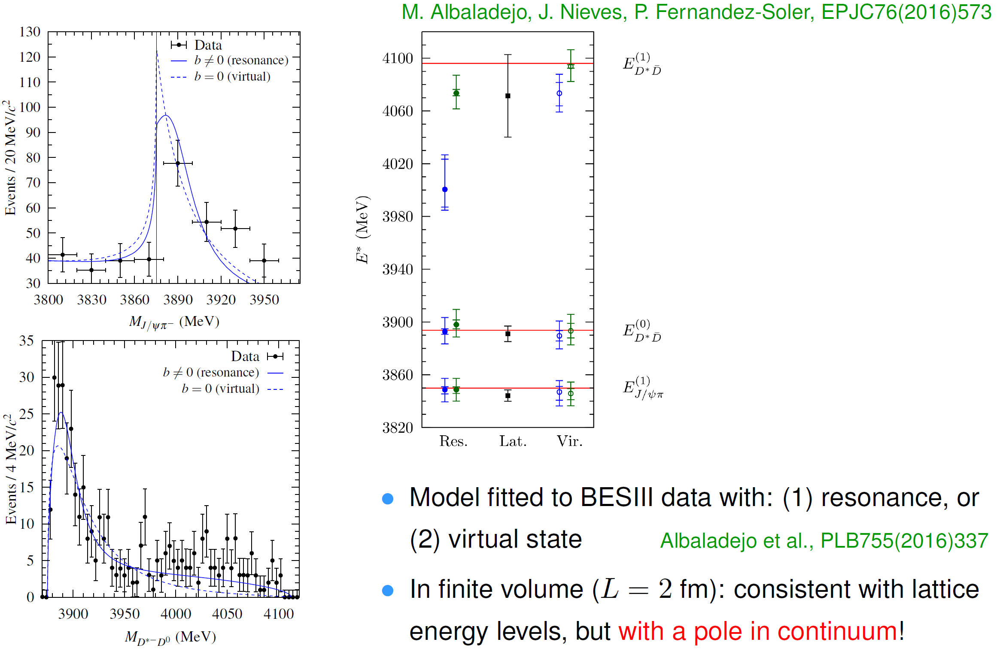 M. Albaladejo, J. Nieves, P. Fernandez-Soler, EPJC76(2016)573
130
120
110
100
90
80
70
60
50
40
30
Events / 20 MeV/c²
Data
b ≠ 0 (resonance)
b = 0 (virtual)
3800 3830 3860 3890 3920 3950
M_{J/ψπ⁻} (MeV)
35
30
25
20
15
10
5
0
Events / 4 MeV/c²
Data
b ≠ 0 (resonance)
b = 0 (virtual)
3900 3950 4000 4050 4100
M_{D*⁻D⁰} (MeV)
4100
4060
4020
3980
3940
3900
3860
3820
E* (MeV)
Res. Lat. Vir.
E^{(1)}_{D*D̄}
E^{(0)}_{D*D̄}
E^{(1)}_{J/ψπ}
• Model fitted to BESIII data with: (1) resonance, or
(2) virtual state Albaladejo et al., PLB755(2016)337
• In finite volume (L = 2 fm): consistent with lattice
energy levels, but with a pole in continuum!